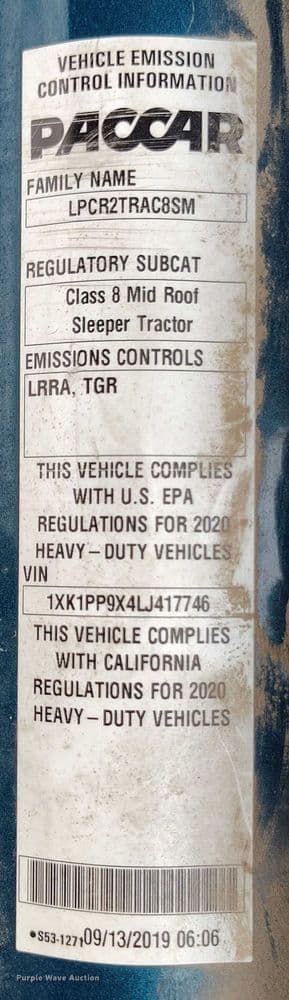 VEHICLE EMISSION
CONTROL INFORMATION
PACCAR
FAMILY NAME
LPCR2TRAC8SM
REGULATORY SUBCAT
Class 8 Mid Roof
Sleeper Tractor
EMISSIONS CONTROLS
LRRA, TGR
THIS VEHICLE COMPLIES
WITH U.S. EPA
REGULATIONS FOR 2020
HEAVY-DUTY VEHICLES
VIN
1XK1PP9X4LJ417746
THIS VEHICLE COMPLIES
WITH CALIFORNIA
REGULATIONS FOR 2020
HEAVY-DUTY VEHICLES
•S53-1271 09/13/2019 06:06
Purple Wave Auction